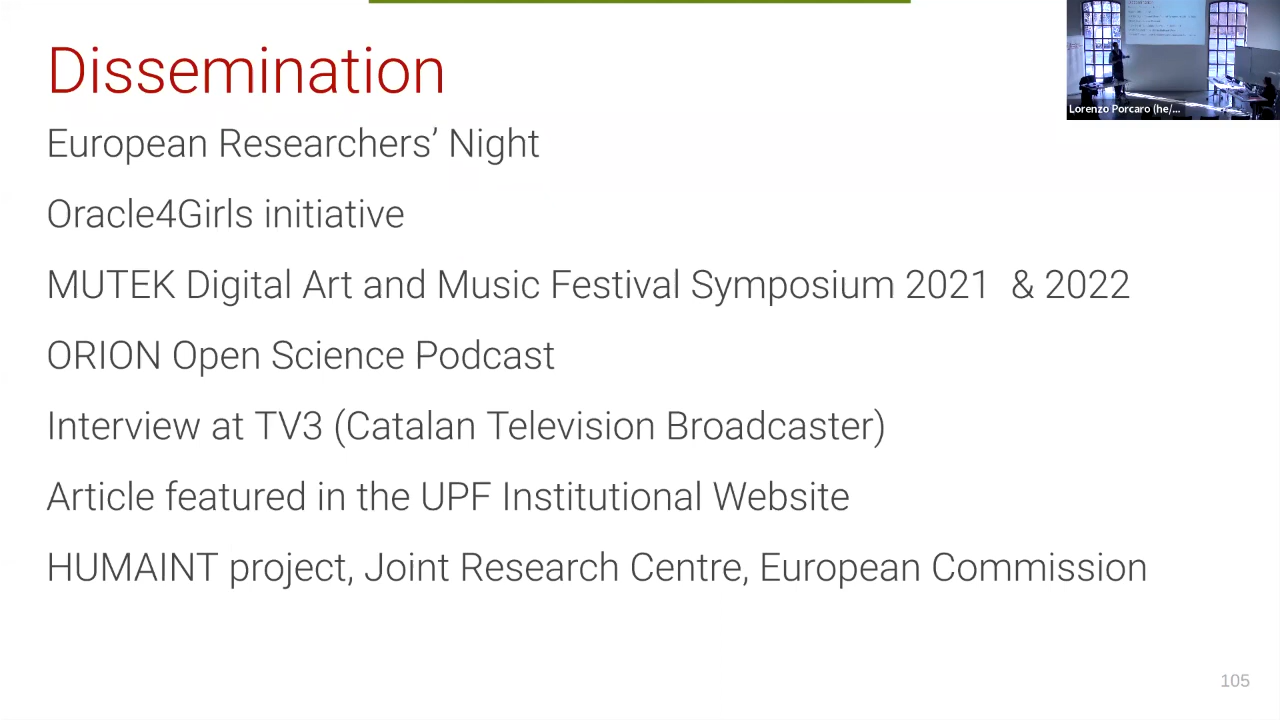 Dissemination
European Researchers’ Night
Oracle4Girls initiative
MUTEK Digital Art and Music Festival Symposium 2021 & 2022
ORION Open Science Podcast
Interview at TV3 (Catalan Television Broadcaster)
Article featured in the UPF Institutional Website
HUMAINT project, Joint Research Centre, European Commission
Lorenzo Porcaro (he/...
105